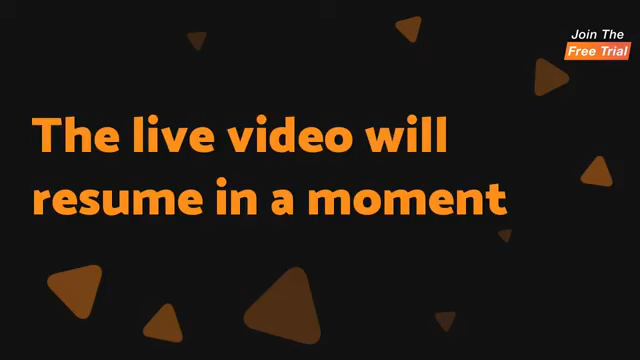 Join The
Free Trial
The live video will
resume in a moment